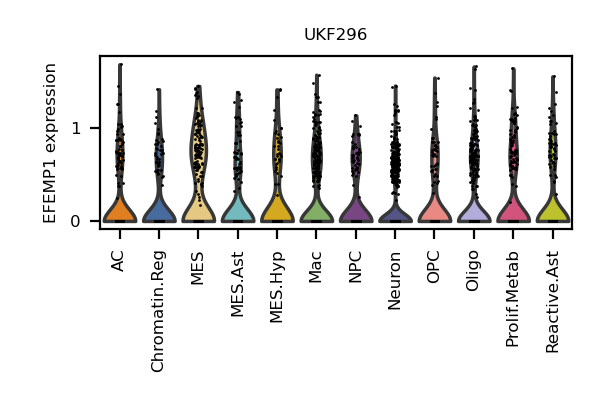 UKF296
EFEMP1 expression
1
0
AC
Chromatin.Reg
MES
MES.Ast
MES.Hyp
Mac
NPC
Neuron
OPC
Oligo
Prolif.Metab
Reactive.Ast